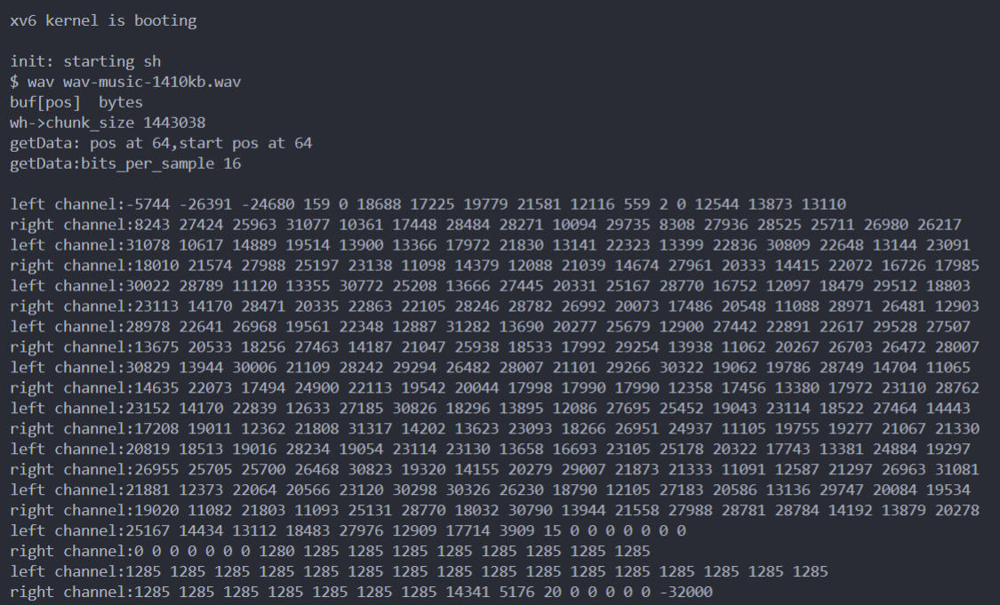 xv6 kernel is booting
init: starting sh
$ wav wav-music-1410kb.wav
buf[pos]  bytes
wh->chunk_size 1443038
getData: pos at 64,start pos at 64
getData:bits_per_sample 16
left channel:-5744 -26391 -24680 159 0 18688 17225 19779 21581 12116 559 2 0 12544 13873 13110
right channel:8243 27424 25963 31077 10361 17448 28484 28271 10094 29735 8308 27936 28525 25711 26980 26217
left channel:31078 10617 14889 19514 13900 13366 17972 21830 13141 22323 13399 22836 30809 22648 13144 23091
right channel:18010 21574 27988 25197 23138 11098 14379 12088 21039 14674 27961 20333 14415 22072 16726 17985
left channel:30022 28789 11120 13355 30772 25208 13666 27445 20331 25167 28770 16752 12097 18479 29512 18803
right channel:23113 14170 28471 20335 22863 22105 28246 28782 26992 20073 17486 20548 11088 28971 26481 12903
left channel:28978 22641 26968 19561 22348 12887 31282 13690 20277 25679 12900 27442 22891 22617 29528 27507
right channel:13675 20533 18256 27463 14187 21047 25938 18533 17992 29254 13938 11062 20267 26703 26472 28007
left channel:30829 13944 30006 21109 28242 29294 26482 28007 21101 29266 30322 19062 19786 28749 14704 11065
right channel:14635 22073 17494 24900 22113 19542 20044 17998 17990 17990 12358 17456 13380 17972 23110 28762
left channel:23152 14170 22839 12633 27185 30826 18296 13895 12086 27695 25452 19043 23114 18522 27464 14443
right channel:17208 19011 12362 21808 31317 14202 13623 23093 18266 26951 24937 11105 19755 19277 21067 21330
left channel:20819 18513 19016 28234 19054 23114 23130 13658 16693 23105 25178 20322 17743 13381 24884 19297
right channel:26955 25705 25700 26468 30823 19320 14155 20279 29007 21873 21333 11091 12587 21297 26963 31081
left channel:21881 12373 22064 20566 23120 30298 30326 26230 18790 12105 27183 20586 13136 29747 20084 19534
right channel:19020 11082 21803 11093 25131 28770 18032 30790 13944 21558 27988 28781 28784 14192 13879 20278
left channel:25167 14434 13112 18483 27976 12909 17714 3909 15 0 0 0 0 0 0 0
right channel:0 0 0 0 0 0 0 1280 1285 1285 1285 1285 1285 1285 1285 1285
left channel:1285 1285 1285 1285 1285 1285 1285 1285 1285 1285 1285 1285 1285 1285 1285 1285
right channel:1285 1285 1285 1285 1285 1285 1285 14341 5176 20 0 0 0 0 0 -32000